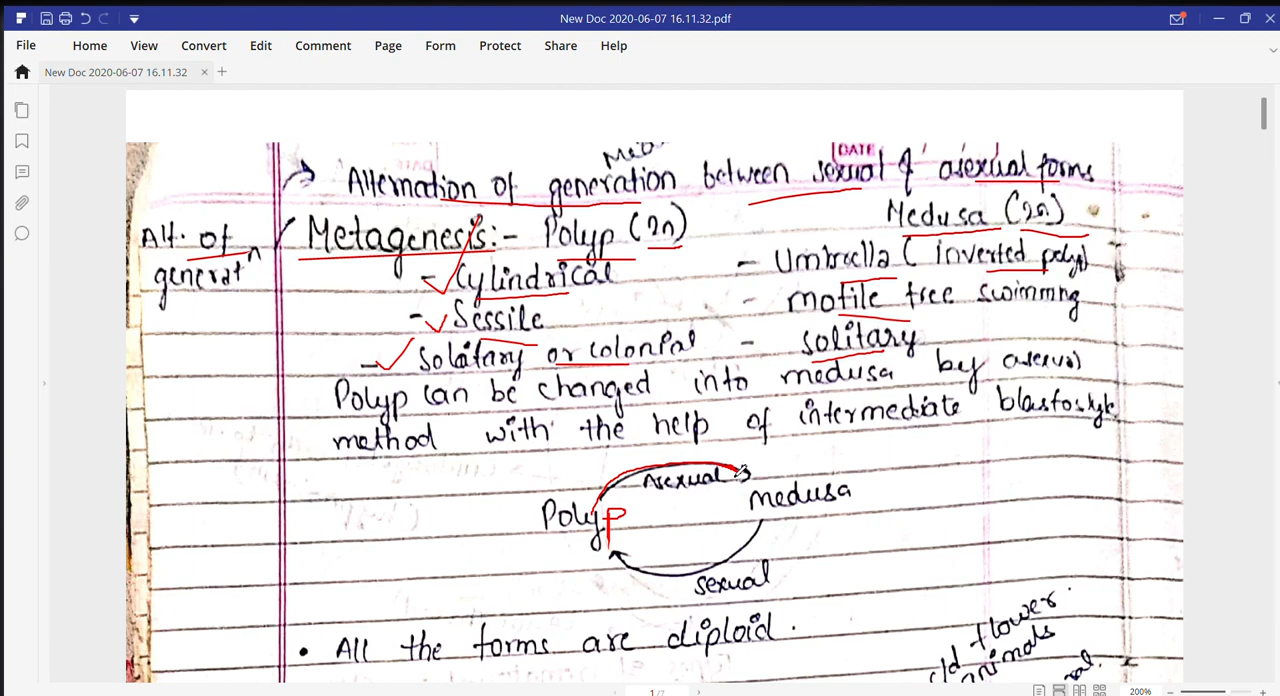 New Doc 2020-06-07 16.11.32.pdf
File Home View Convert Edit Comment Page Form Protect Share Help
New Doc 2020-06-07 16.11.32 × +
DATE
Alternation of generation between sexual & asexual forms
Alt. of generatn
Metagenesis:- Polyp (2n) Medusa (2n)
- Cylindrical - Umbrella (inverted polyp)
- Sessile - motile free swimming
- Solitary or colonial - solitary
Polyp can be changed into medusa by asexual
method with the help of intermediate blastostyle
Asexual
Polyp medusa
sexual
• All the forms are diploid.
flower
1/7
200%